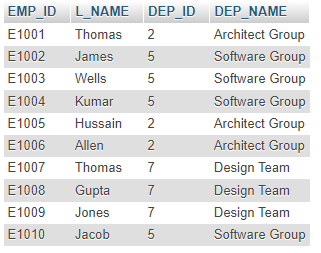 EMP_ID L_NAME DEP_ID DEP_NAME
E1001 Thomas 2 Architect Group
E1002 James 5 Software Group
E1003 Wells 5 Software Group
E1004 Kumar 5 Software Group
E1005 Hussain 2 Architect Group
E1006 Allen 2 Architect Group
E1007 Thomas 7 Design Team
E1008 Gupta 7 Design Team
E1009 Jones 7 Design Team
E1010 Jacob 5 Software Group